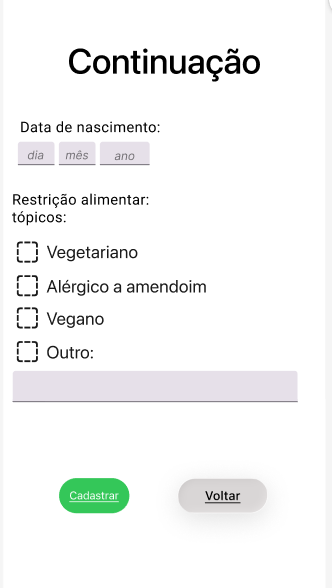 Continuação
Data de nascimento:
dia mês ano
Restrição alimentar:
tópicos:
Vegetariano
Alérgico a amendoim
Vegano
Outro:
Cadastrar Voltar